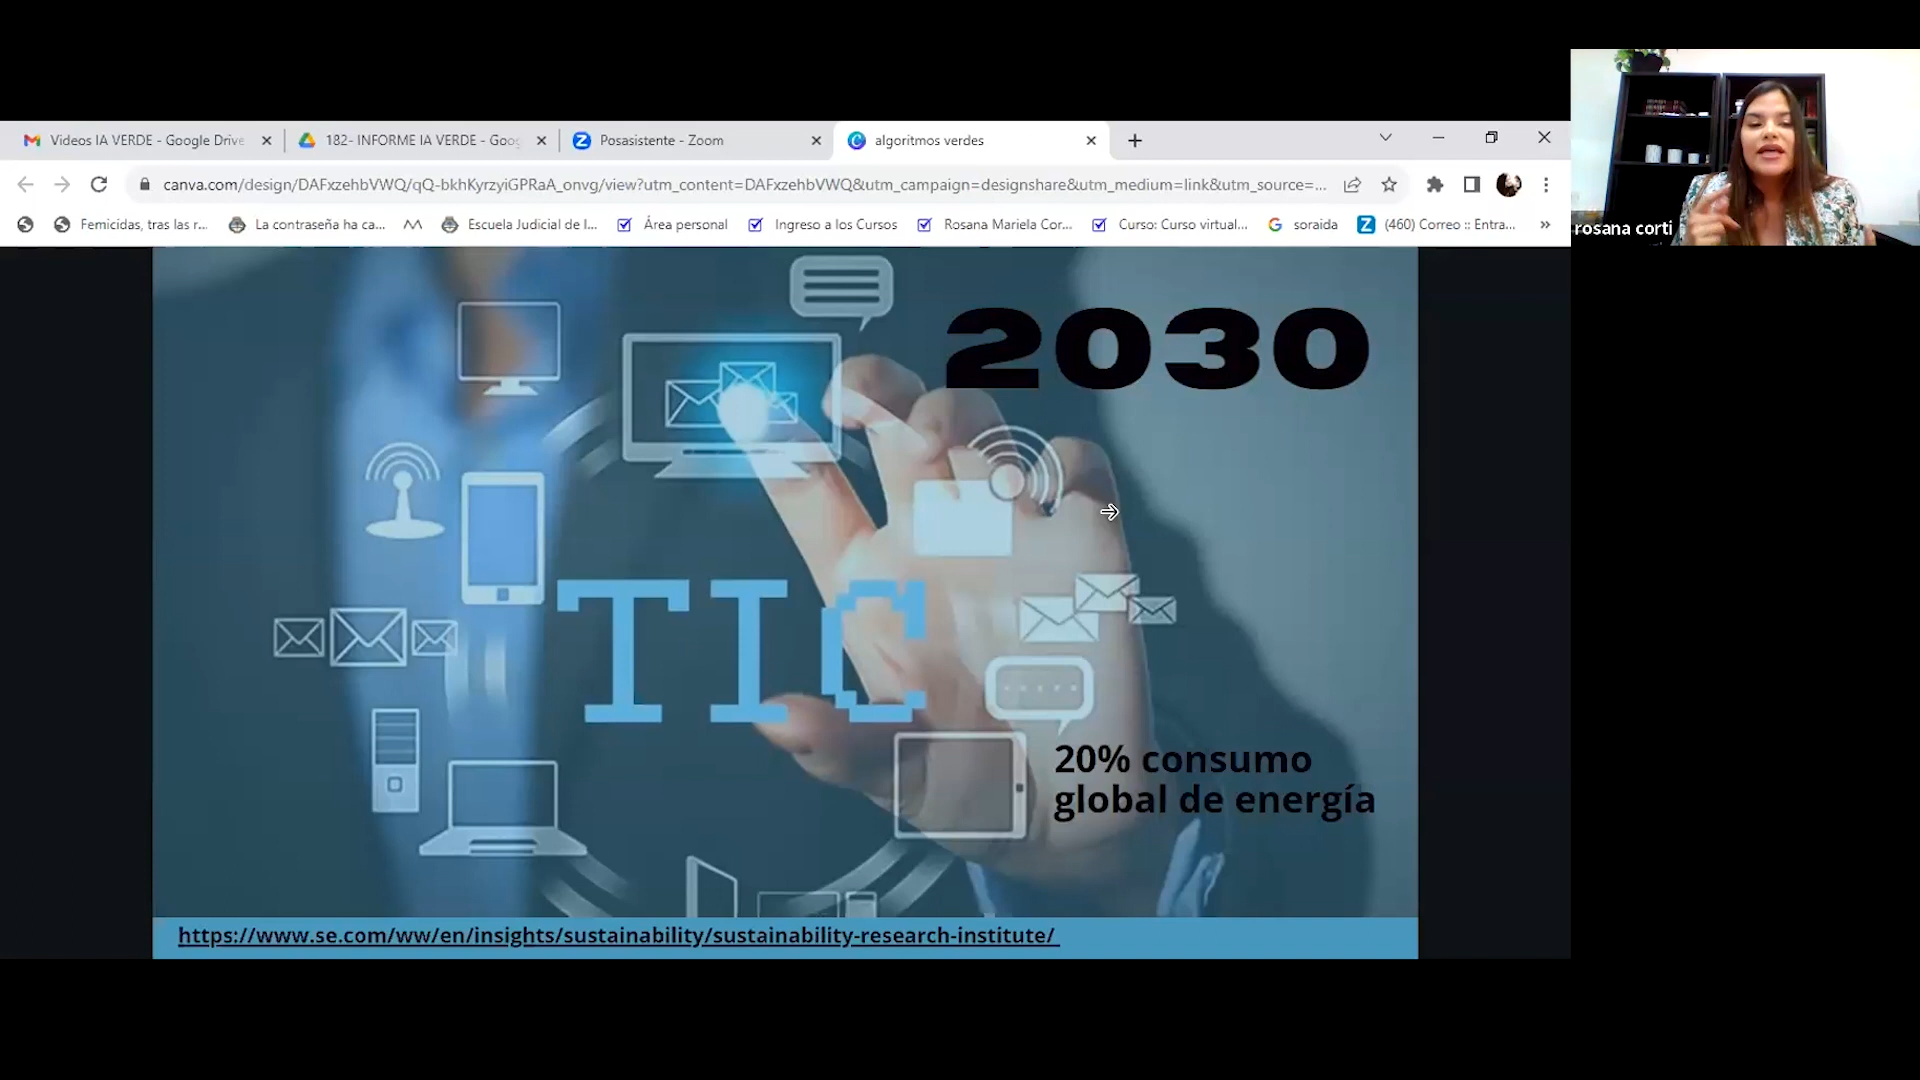 Videos IA VERDE - Google Drive
182- INFORME IA VERDE - Goog
Posasistente - Zoom
algoritmos verdes
canva.com/design/DAFxzehbVWQ/qQ-bkhKyrzyiGPRaA_onvg/view?utm_content=DAFxzehbVWQ&utm_campaign=designshare&utm_medium=link&utm_source=...
Femicidas, tras las r...
La contraseña ha ca...
Escuela Judicial de l...
Área personal
Ingreso a los Cursos
Rosana Mariela Cor...
Curso: Curso virtual...
soraida
(460) Correo :: Entra...
rosana corti
2030
TIC
20% consumo
global de energía
https://www.se.com/ww/en/insights/sustainability/sustainability-research-institute/